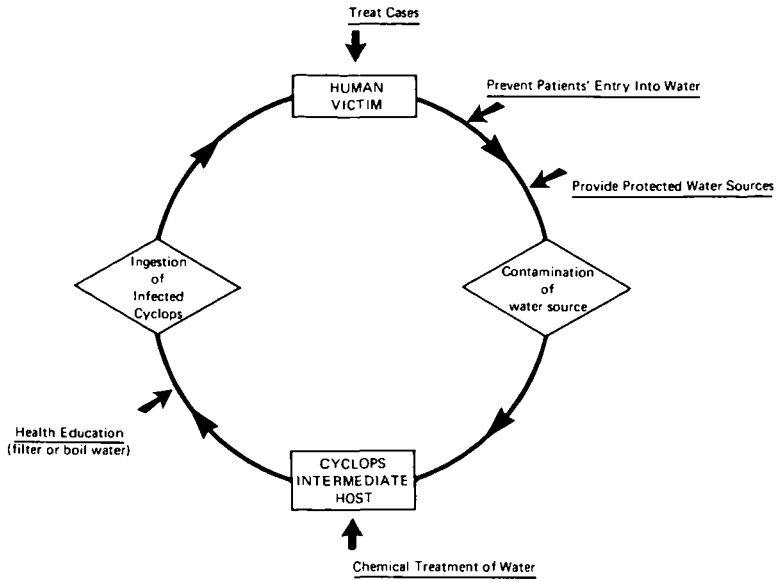 Treat Cases
HUMAN
VICTIM
Prevent Patients' Entry Into Water
Provide Protected Water Sources
Ingestion
of
Infected
Cyclops
Contamination
of
water source
Health Education
(filter or boil water)
CYCLOPS
INTERMEDIATE
HOST
Chemical Treatment of Water